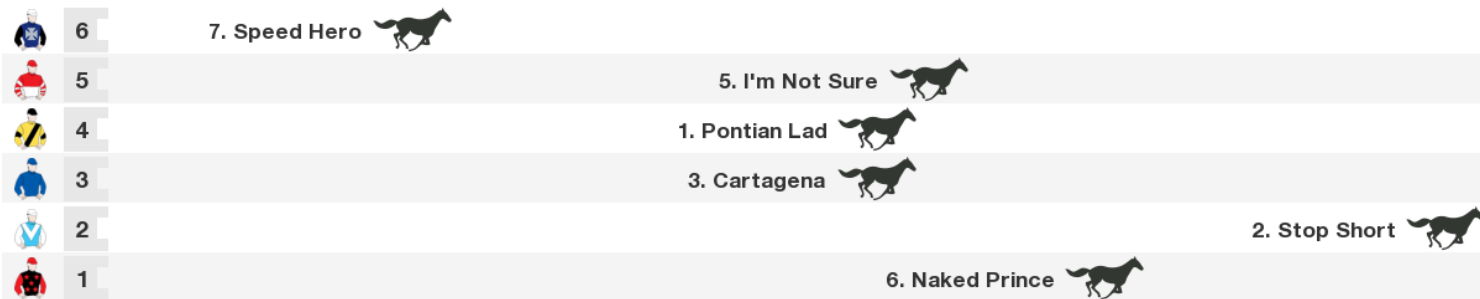 6 7. Speed Hero
5 5. I'm Not Sure
4 1. Pontian Lad
3 3. Cartagena
2 2. Stop Short
1 6. Naked Prince